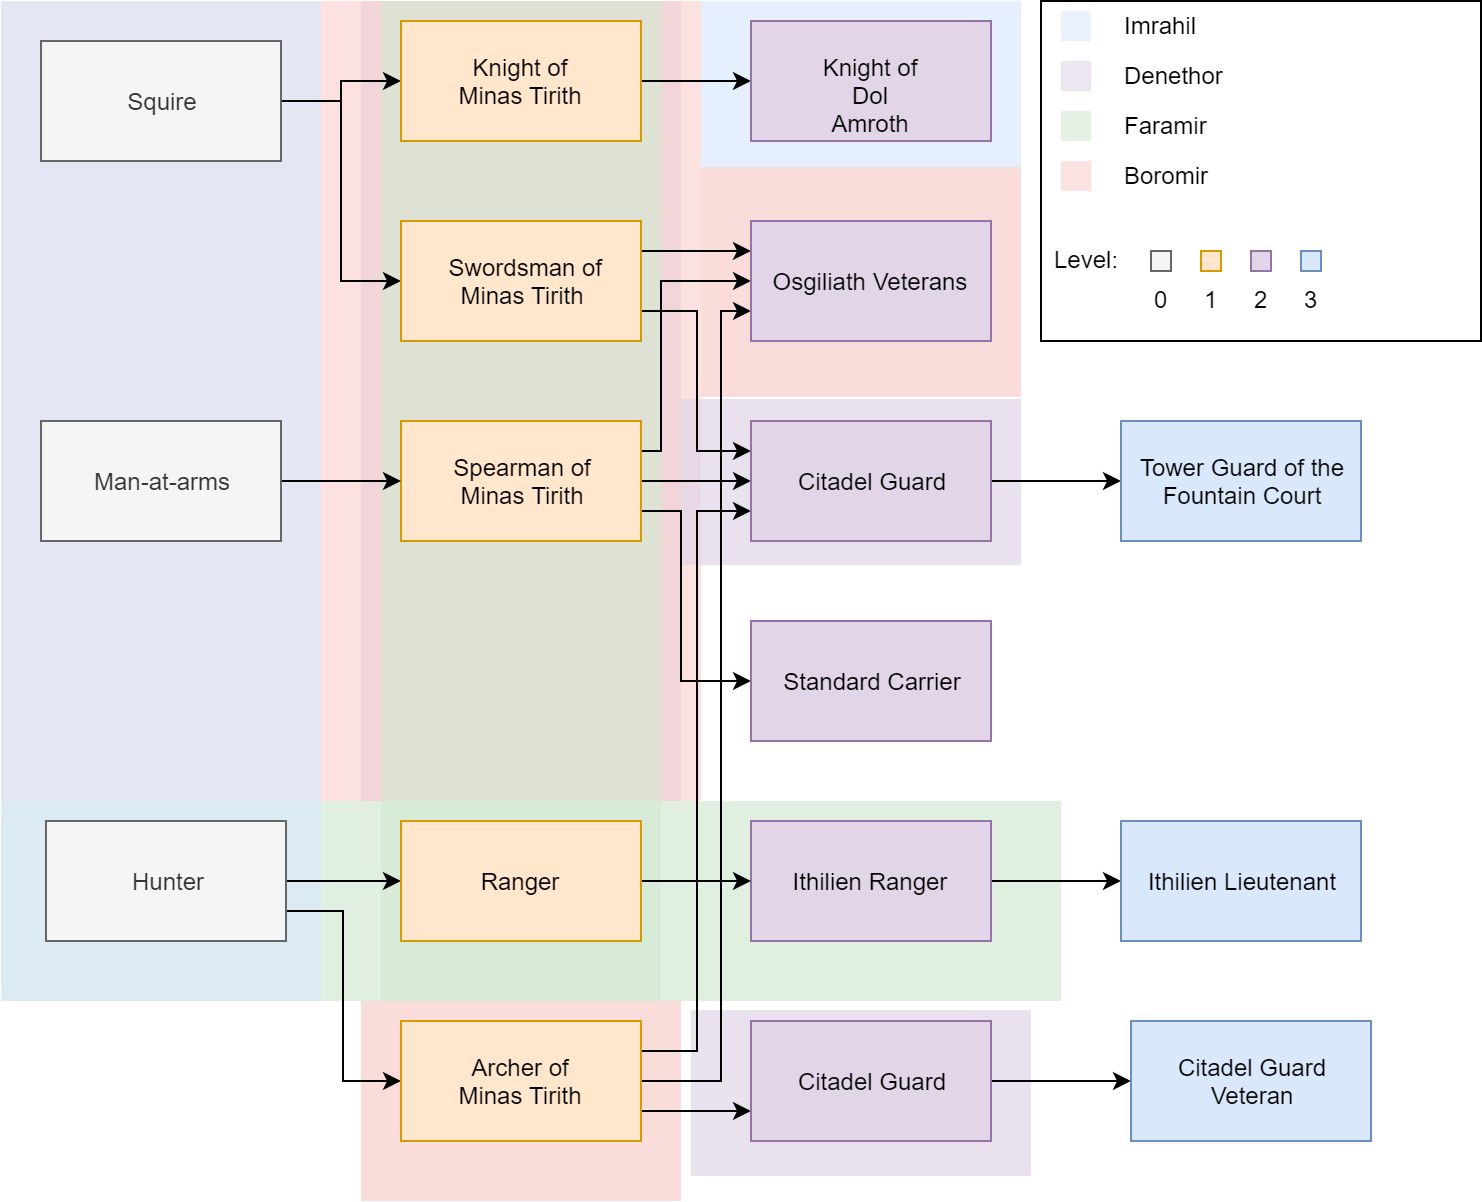 Squire
Knight of
Minas Tirith
Knight of
Dol
Amroth
Imrahil
Denethor
Faramir
Boromir
Level:
0 1 2 3
Swordsman of
Minas Tirith
Osgiliath Veterans
Man-at-arms
Spearman of
Minas Tirith
Citadel Guard
Tower Guard of the
Fountain Court
Standard Carrier
Hunter
Ranger
Ithilien Ranger
Ithilien Lieutenant
Archer of
Minas Tirith
Citadel Guard
Citadel Guard
Veteran